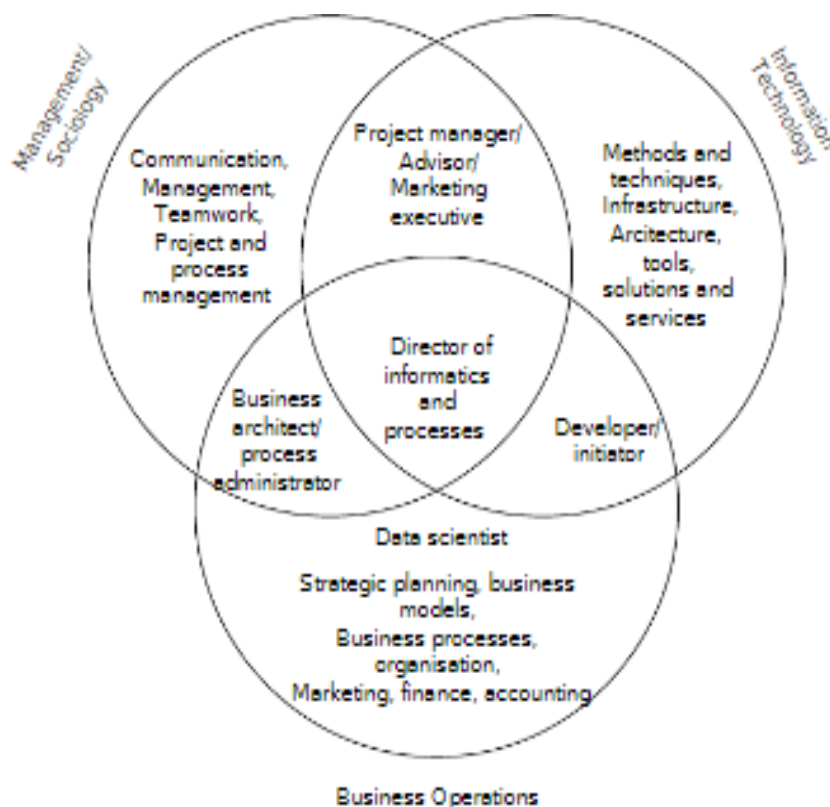 Management/
Sociology
Information
Technology
Communication,
Management,
Teamwork,
Project and
process
management
Project manager/
Advisor/
Marketing
executive
Methods and
techniques,
Infrastructure,
Arcitecture,
tools,
solutions and
services
Director of
informatics
and
processes
Business
architect/
process
administrator
Developer/
initiator
Data scientist
Strategic planning, business
models,
Business processes,
organisation,
Marketing, finance, accounting
Business Operations